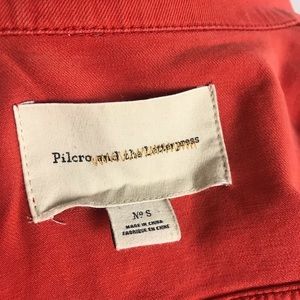 Pilcro and the Letterpress
Nº S
MADE IN CHINA
FABRIQUÉ EN CHINE